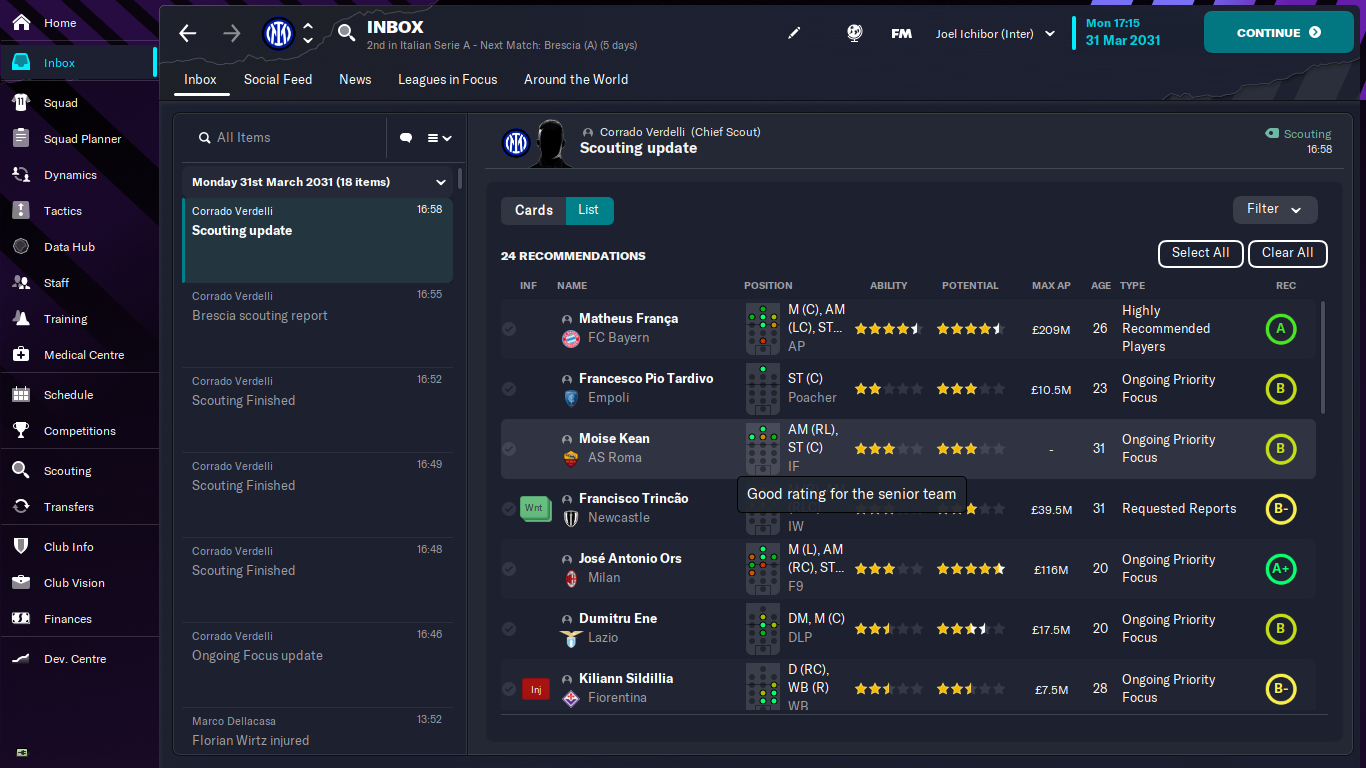 Home
Inbox
Squad
Squad Planner
Dynamics
Tactics
Data Hub
Staff
Training
Medical Centre
Schedule
Competitions
Scouting
Transfers
Club Info
Club Vision
Finances
Dev. Centre
INBOX
2nd in Italian Serie A - Next Match: Brescia (A) (5 days)
FM
Joel Ichibor (Inter)
Mon 17:15
31 Mar 2031
CONTINUE
Inbox
Social Feed
News
Leagues in Focus
Around the World
All Items
Monday 31st March 2031 (18 items)
Corrado Verdelli 16:58
Scouting update
Corrado Verdelli 16:55
Brescia scouting report
Corrado Verdelli 16:52
Scouting Finished
Corrado Verdelli 16:49
Scouting Finished
Corrado Verdelli 16:48
Scouting Finished
Corrado Verdelli 16:46
Ongoing Focus update
Marco Dellacasa 13:52
Florian Wirtz injured
Corrado Verdelli (Chief Scout)
Scouting update
Scouting
16:58
Cards
List
Filter
24 RECOMMENDATIONS
Select All
Clear All
INF NAME POSITION ABILITY POTENTIAL MAX AP AGE TYPE REC
Matheus França
FC Bayern
M (C), AM
(LC), ST...
AP
£209M
26
Highly
Recommended
Players
A
Francesco Pio Tardivo
Empoli
ST (C)
Poacher
£10.5M
23
Ongoing Priority
Focus
B
Moise Kean
AS Roma
AM (RL),
ST (C)
IF
-
31
Ongoing Priority
Focus
B
Good rating for the senior team
Wnt
Francisco Trincão
Newcastle
IW
£39.5M
31
Requested Reports
B-
José Antonio Ors
Milan
M (L), AM
(RC), ST...
F9
£116M
20
Ongoing Priority
Focus
A+
Dumitru Ene
Lazio
DM, M (C)
DLP
£17.5M
20
Ongoing Priority
Focus
B
Inj
Kiliann Sildillia
Fiorentina
D (RC),
WB (R)
WB
£7.5M
28
Ongoing Priority
Focus
B-